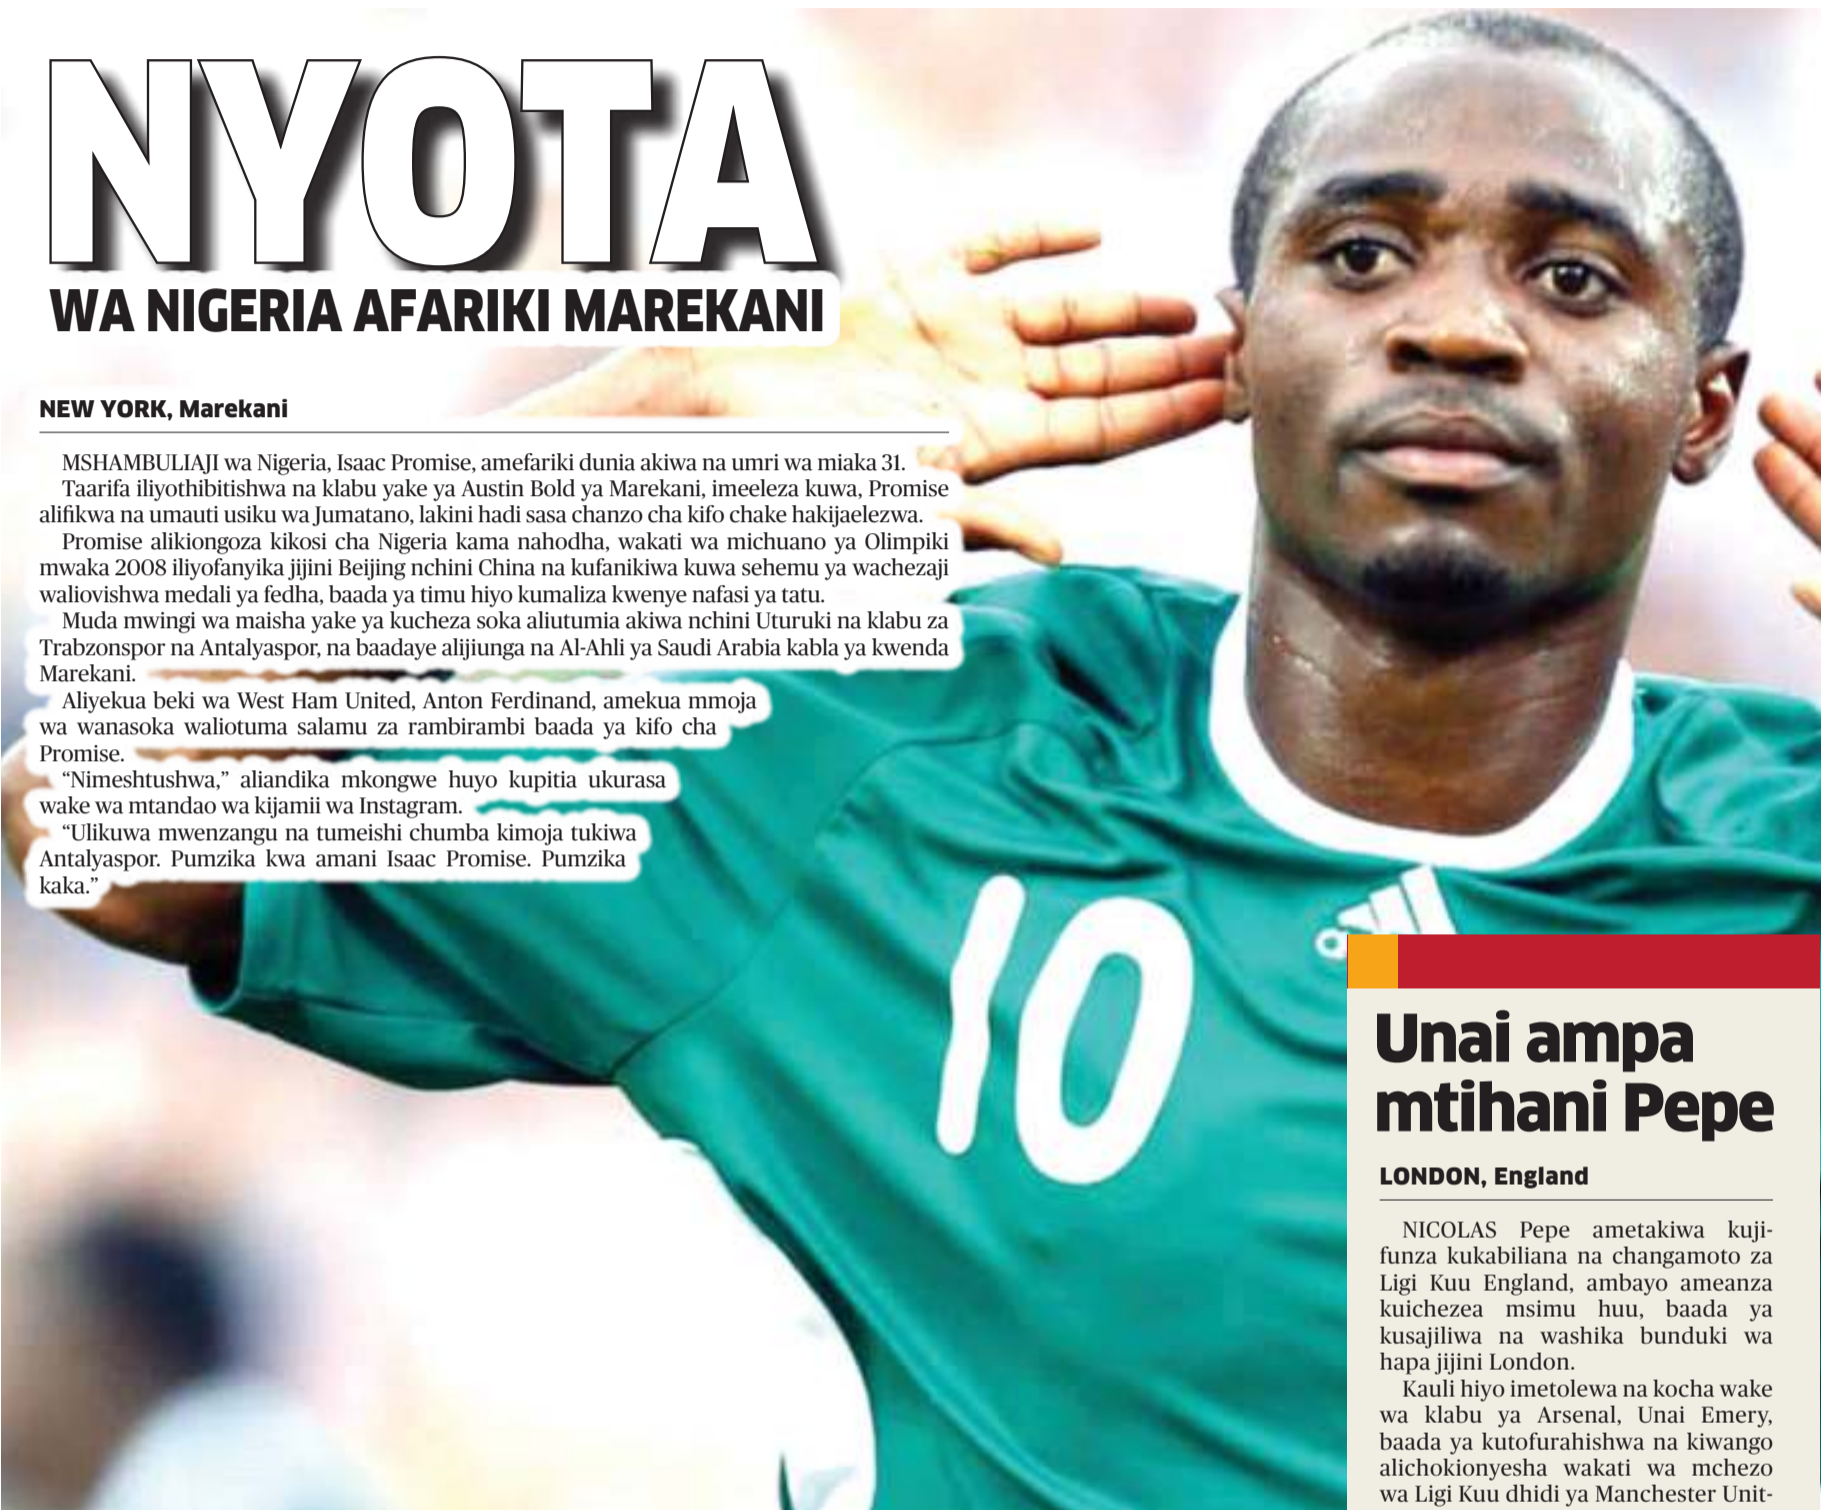 NYOTA
WA NIGERIA AFARIKI MAREKANI
NEW YORK, Marekani
MSHAMBULIAJI wa Nigeria, Isaac Promise, amefariki dunia akiwa na umri wa miaka 31.
Taarifa iliyothibitishwa na klabu yake ya Austin Bold ya Marekani, imeeleza kuwa, Promise
alifikwa na umauti usiku wa Jumatano, lakini hadi sasa chanzo cha kifo chake hakijaelezwa.
Promise alikiongoza kikosi cha Nigeria kama nahodha, wakati wa michuano ya Olimpiki
mwaka 2008 iliyofanyika jijini Beijing nchini China na kufanikiwa kuwa sehemu ya wachezaji
waliovishwa medali ya fedha, baada ya timu hiyo kumaliza kwenye nafasi ya tatu.
Muda mwingi wa maisha yake ya kucheza soka aliutumia akiwa nchini Uturuki na klabu za
Trabzonspor na Antalyaspor, na baadaye alijiunga na Al-Ahli ya Saudi Arabia kabla ya kwenda
Marekani.
Aliyekua beki wa West Ham United, Anton Ferdinand, amekua mmoja
wa wanasoka waliotuma salamu za rambirambi baada ya kifo cha
Promise.
“Nimeshtushwa,” aliandika mkongwe huyo kupitia ukurasa
wake wa mtandao wa kijamii wa Instagram.
“Ulikuwa mwenzangu na tumeishi chumba kimoja tukiwa
Antalyaspor. Pumzika kwa amani Isaac Promise. Pumzika
kaka.”
10
Unai ampa
mtihani Pepe
LONDON, England
NICOLAS Pepe ametakiwa kuji-
funza kukabiliana na changamoto za
Ligi Kuu England, ambayo ameanza
kuichezea msimu huu, baada ya
kusajiliwa na washika bunduki wa
hapa jijini London.
Kauli hiyo imetolewa na kocha wake
wa klabu ya Arsenal, Unai Emery,
baada ya kutofurahishwa na kiwango
alichokionyesha wakati wa mchezo
wa Ligi Kuu dhidi ya Manchester Unit-